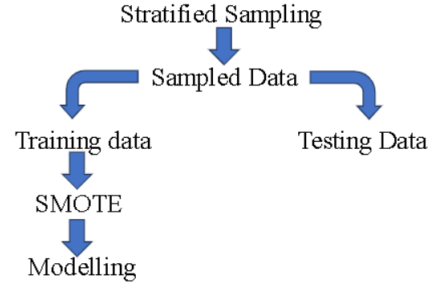 Stratified Sampling
Sampled Data
Training data
Testing Data
SMOTE
Modelling